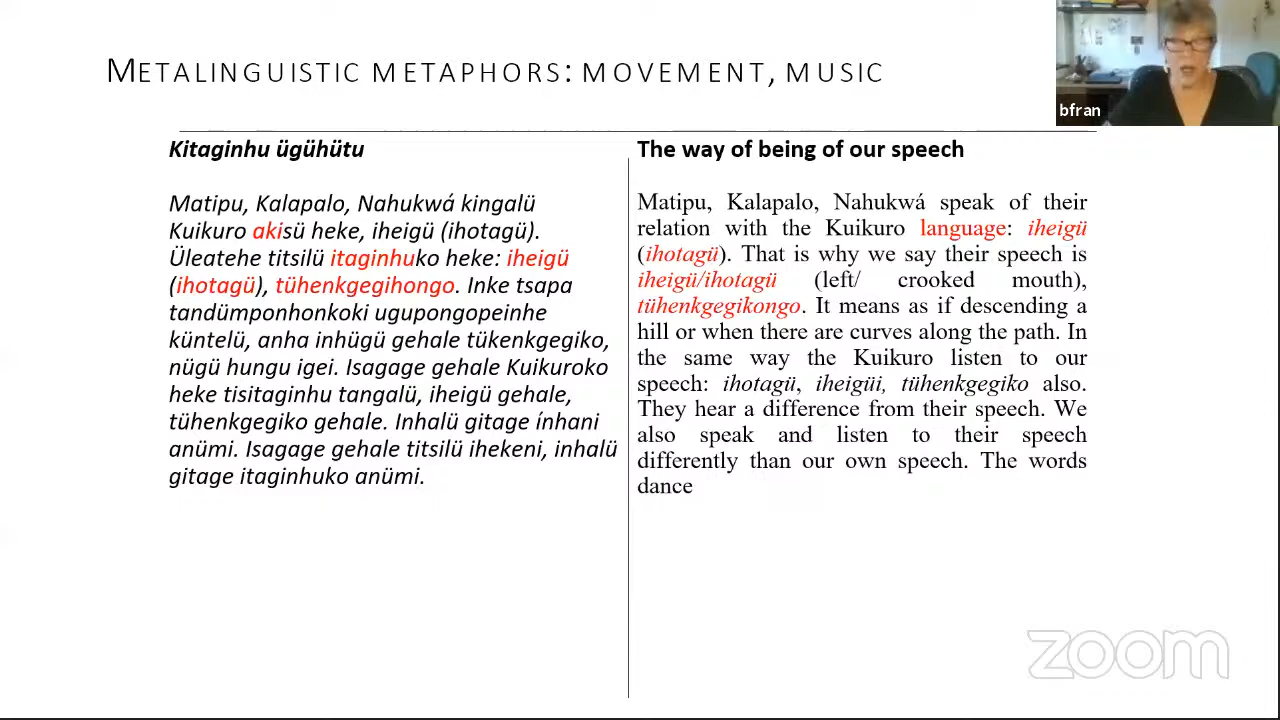 METALINGUISTIC METAPHORS: MOVEMENT, MUSIC
bfran
Kitaginhu ügühütu
Matipu, Kalapalo, Nahukwá kingalü
Kuikuro akisü heke, iheigü (ihotagü).
Üleatehe titsilü itaginhuko heke: iheigü
(ihotagü), tühenkgegihongo. Inke tsapa
tandümponhonkoki ugupongopeinhe
küntelü, anha inhügü gehale tükenkgegiko,
nügü hungu igei. Isagage gehale Kuikuroko
heke tisitaginhu tangalü, iheigü gehale,
tühenkgegiko gehale. Inhalü gitage ínhani
anümi. Isagage gehale titsilü ihekeni, inhalü
gitage itaginhuko anümi.
The way of being of our speech
Matipu, Kalapalo, Nahukwá speak of their
relation with the Kuikuro language: iheigü
(ihotagü). That is why we say their speech is
iheigü/ihotagü (left/ crooked mouth),
tühenkgegikongo. It means as if descending a
hill or when there are curves along the path. In
the same way the Kuikuro listen to our
speech: ihotagü, iheigüi, tühenkgegiko also.
They hear a difference from their speech. We
also speak and listen to their speech
differently than our own speech. The words
dance
zoom